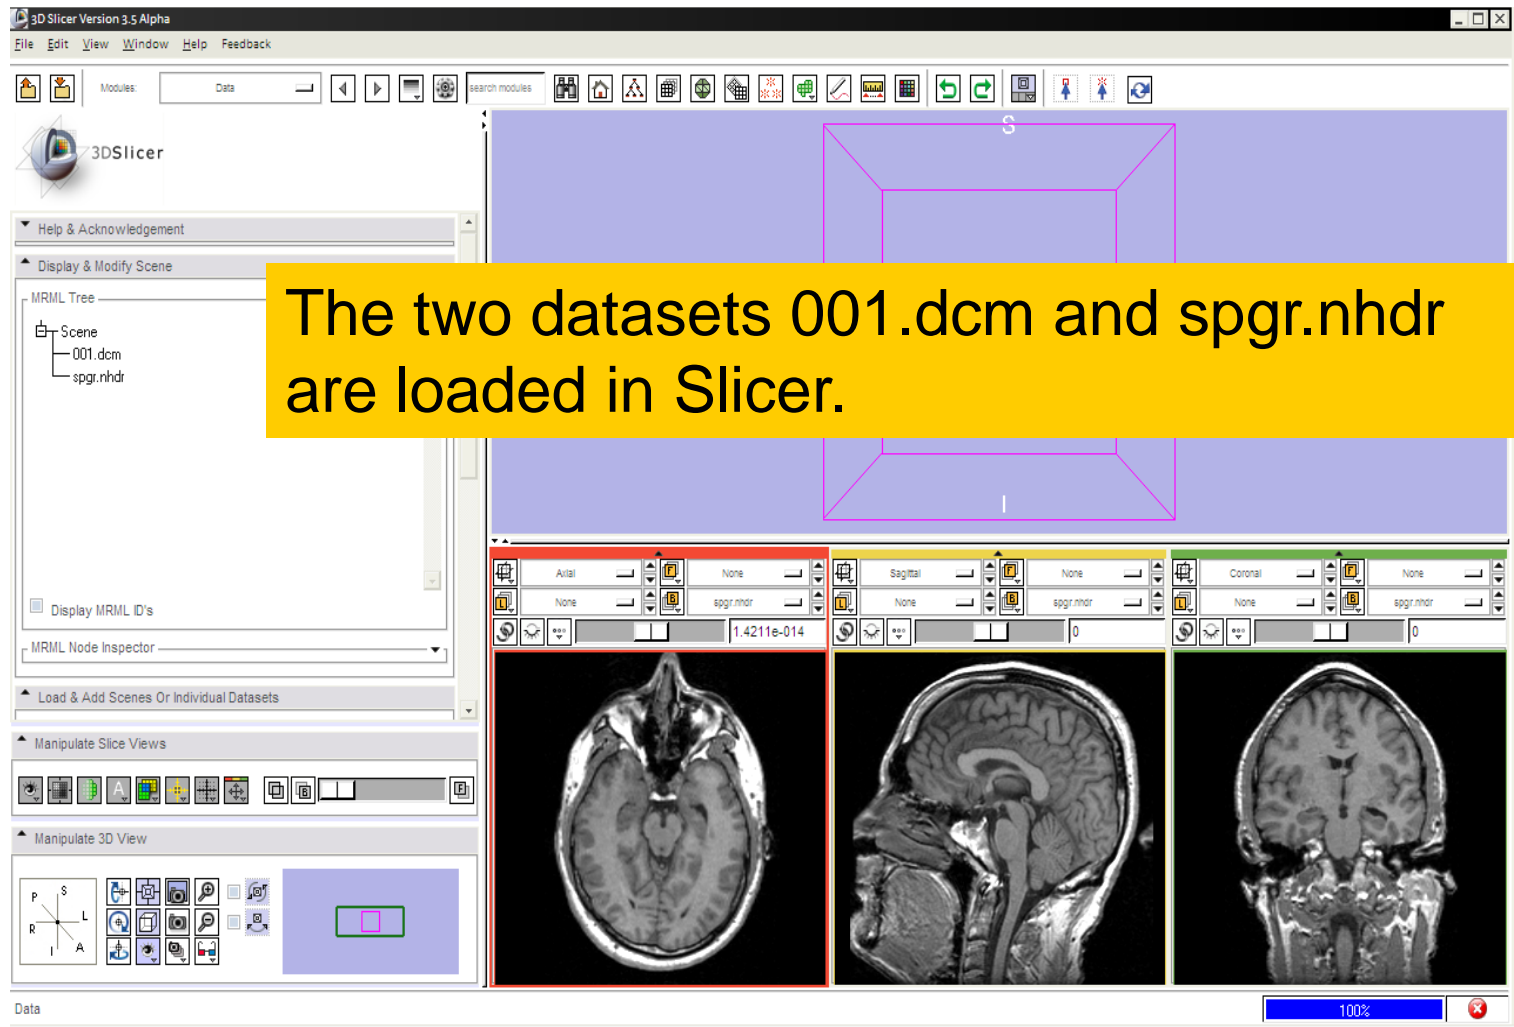 3D Slicer Version 3.5 Alpha
File Edit View Window Help Feedback
Modules: Data search modules
3DSlicer
Help & Acknowledgement
Display & Modify Scene
MRML Tree
Scene
001.dcm
spgr.nhdr
The two datasets 001.dcm and spgr.nhdr
are loaded in Slicer.
Display MRML ID's
MRML Node Inspector
Load & Add Scenes Or Individual Datasets
Manipulate Slice Views
A B F
Manipulate 3D View
P S
R L
I A
S
I
Axial F None
L None B spgr.nhdr
1.4211e-014
Sagittal F None
L None B spgr.nhdr
0
Coronal F None
L None B spgr.nhdr
0
Data
100%